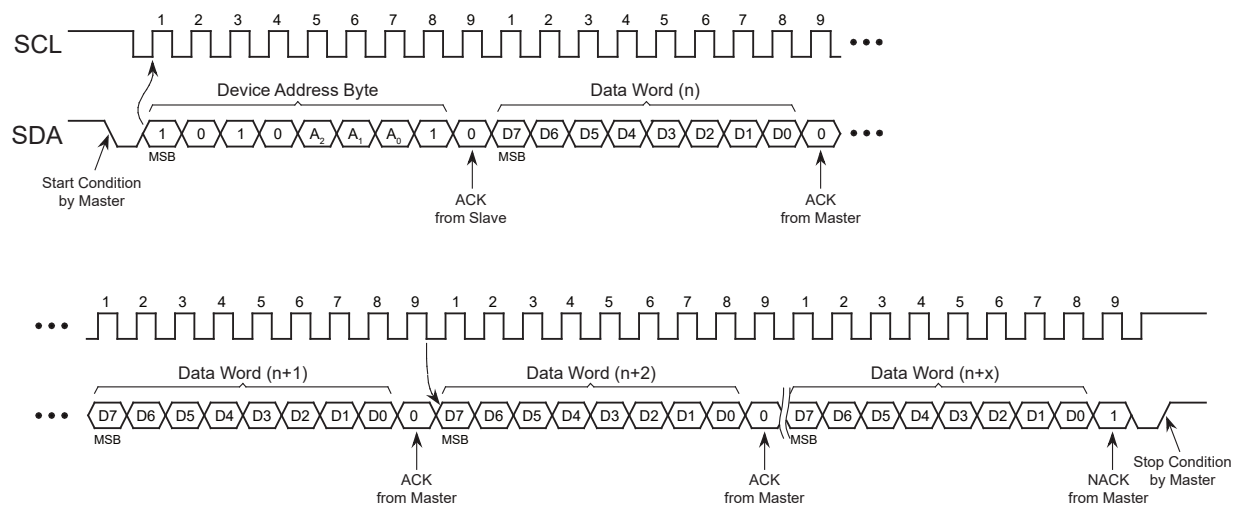 1 2 3 4 5 6 7 8 9 1 2 3 4 5 6 7 8 9
SCL
Device Address Byte Data Word (n)
SDA
1 0 1 0 A2 A1 A0 1 0 D7 D6 D5 D4 D3 D2 D1 D0 0
MSB MSB
Start Condition
by Master
ACK
from Slave
ACK
from Master
1 2 3 4 5 6 7 8 9 1 2 3 4 5 6 7 8 9 1 2 3 4 5 6 7 8 9
Data Word (n+1) Data Word (n+2) Data Word (n+x)
D7 D6 D5 D4 D3 D2 D1 D0 0 D7 D6 D5 D4 D3 D2 D1 D0 0 D7 D6 D5 D4 D3 D2 D1 D0 1
MSB MSB MSB
ACK
from Master
ACK
from Master
NACK
from Master
Stop Condition
by Master